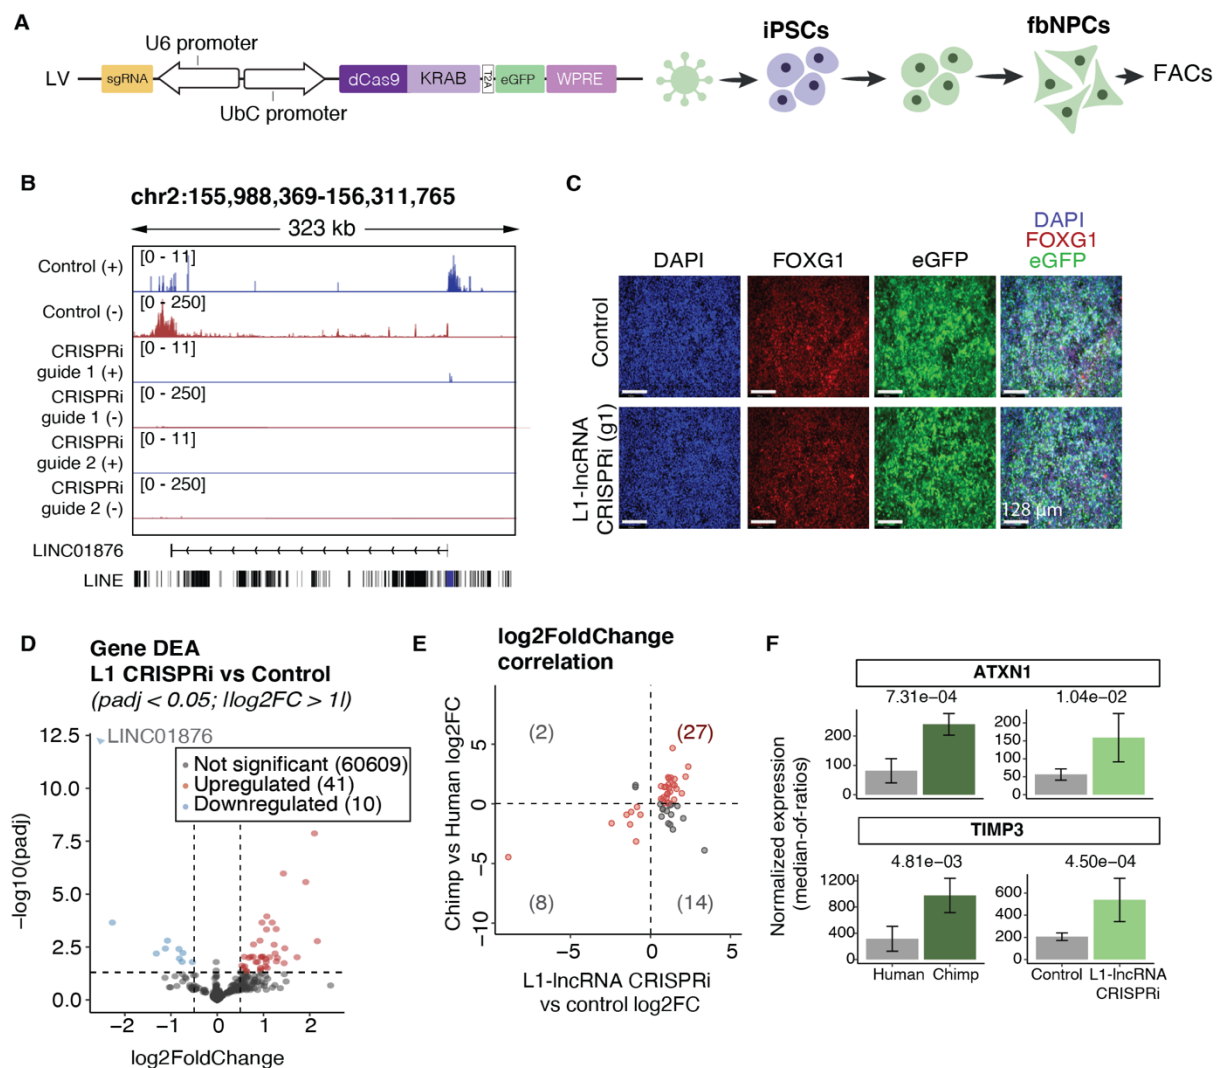 A
U6 promoter
LV
sgRNA
dCas9
KRAB
T2A
eGFP
WPRE
UbC promoter
iPSCs
fbNPCs
FACs
B
chr2:155,988,369-156,311,765
323 kb
Control (+)
[0 - 11]
Control (-)
[0 - 250]
CRISPRi
guide 1 (+)
[0 - 11]
CRISPRi
guide 1 (-)
[0 - 250]
CRISPRi
guide 2 (+)
[0 - 11]
CRISPRi
guide 2 (-)
[0 - 250]
LINC01876
LINE
C
DAPI
FOXG1
eGFP
DAPI
FOXG1
eGFP
Control
L1-lncRNA
CRISPRi (g1)
128 µm
D
Gene DEA
L1 CRISPRi vs Control
(padj < 0.05; |log2FC > 1|)
LINC01876
Not significant (60609)
Upregulated (41)
Downregulated (10)
−log10(padj)
12.5
10.0
7.5
5.0
2.5
0.0
−2
−1
0
1
2
log2FoldChange
E
log2FoldChange
correlation
Chimp vs Human log2FC
(2)
(27)
(8)
(14)
5
0
−5
−10
−5
0
5
L1-lncRNA CRISPRi
vs control log2FC
F
Normalized expression
(median-of-ratios)
ATXN1
7.31e−04
200
100
0
1.04e−02
200
150
100
50
0
TIMP3
4.81e−03
1200
800
400
0
Human
Chimp
4.50e−04
600
400
200
0
Control
L1-lncRNA
CRISPRi